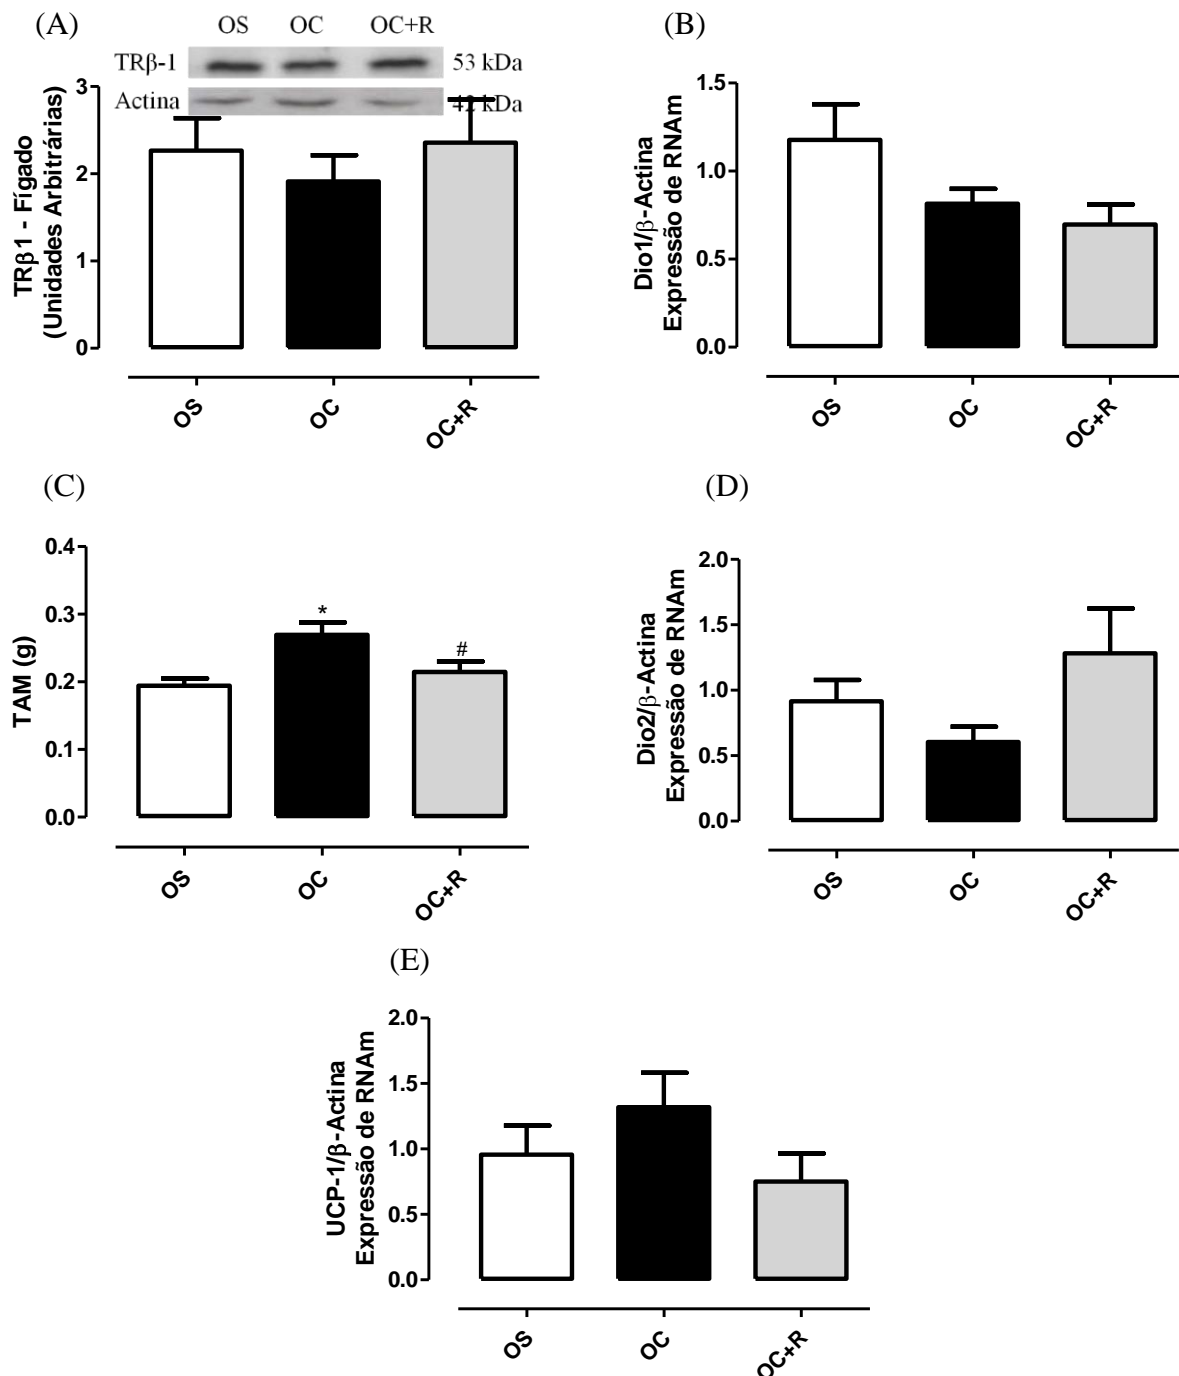 (A)
OS OC OC+R
TRβ-1 53 kDa
Actina 42 kDa
TRβ1 - Fígado
(Unidades Arbitrárias)
3
2
1
0
OS OC OC+R
(B)
Dio1/β-Actina
Expressão de RNAm
1.5
1.0
0.5
0.0
OS OC OC+R
(C)
TAM (g)
0.4
0.3
0.2
0.1
0.0
* #
OS OC OC+R
(D)
Dio2/β-Actina
Expressão de RNAm
2.0
1.5
1.0
0.5
0.0
OS OC OC+R
(E)
UCP-1/β-Actina
Expressão de RNAm
2.0
1.5
1.0
0.5
0.0
OS OC OC+R